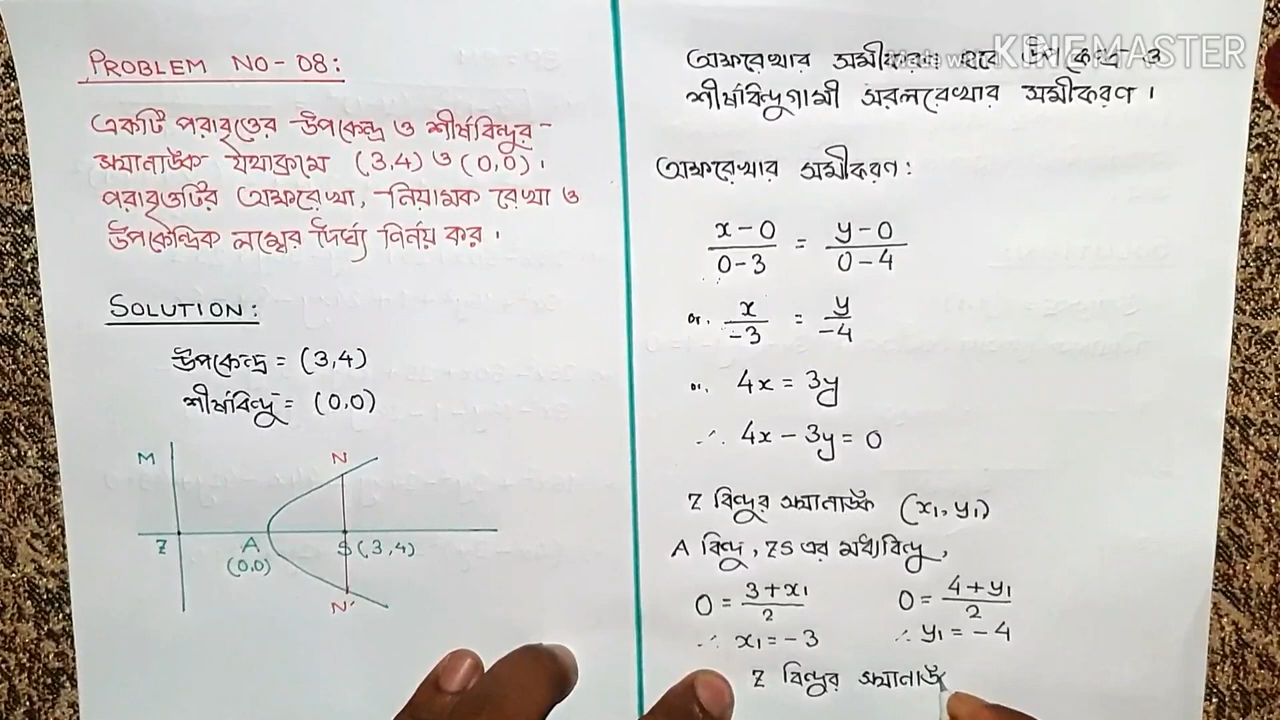 PROBLEM NO-08:
একটি পরাবৃত্তের উপকেন্দ্র ও শীর্ষবিন্দুর-
স্থানাঙ্ক যথাক্রমে (3,4) ও (0,0).
পরাবৃত্তটির অক্ষরেখা, নিয়ামক রেখা ও
উপকেন্দ্রিক লম্বের দৈর্ঘ্য নির্ণয় কর।
SOLUTION:
উপকেন্দ্র = (3,4)
শীর্ষবিন্দু = (0,0)
M
N
Z
A
(0,0)
S(3,4)
N'
KINEMASTER
অক্ষরেখার সমীকরণ হবে উপকেন্দ্র ও
শীর্ষবিন্দুগামী সরলরেখার সমীকরণ।
অক্ষরেখার সমীকরণ:
x-0 / 0-3 = y-0 / 0-4
or, x / -3 = y / -4
or, 4x = 3y
∴ 4x - 3y = 0
Z বিন্দুর স্থানাঙ্ক (x₁, y₁)
A বিন্দু, ZS এর মধ্যবিন্দু,
0 = 3+x₁ / 2 0 = 4+y₁ / 2
∴ x₁ = -3 ∴ y₁ = -4
Z বিন্দুর স্থানাঙ